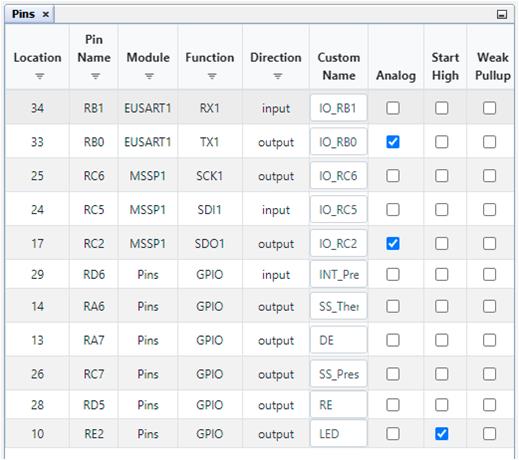 Pins
Location Pin Name Module Function Direction Custom Name Analog Start High Weak Pullup
34 RB1 EUSART1 RX1 input IO_RB1
33 RB0 EUSART1 TX1 output IO_RB0
25 RC6 MSSP1 SCK1 output IO_RC6
24 RC5 MSSP1 SDI1 input IO_RC5
17 RC2 MSSP1 SDO1 output IO_RC2
29 RD6 Pins GPIO input INT_Pre
14 RA6 Pins GPIO output SS_Ther
13 RA7 Pins GPIO output DE
26 RC7 Pins GPIO output SS_Pres
28 RD5 Pins GPIO output RE
10 RE2 Pins GPIO output LED